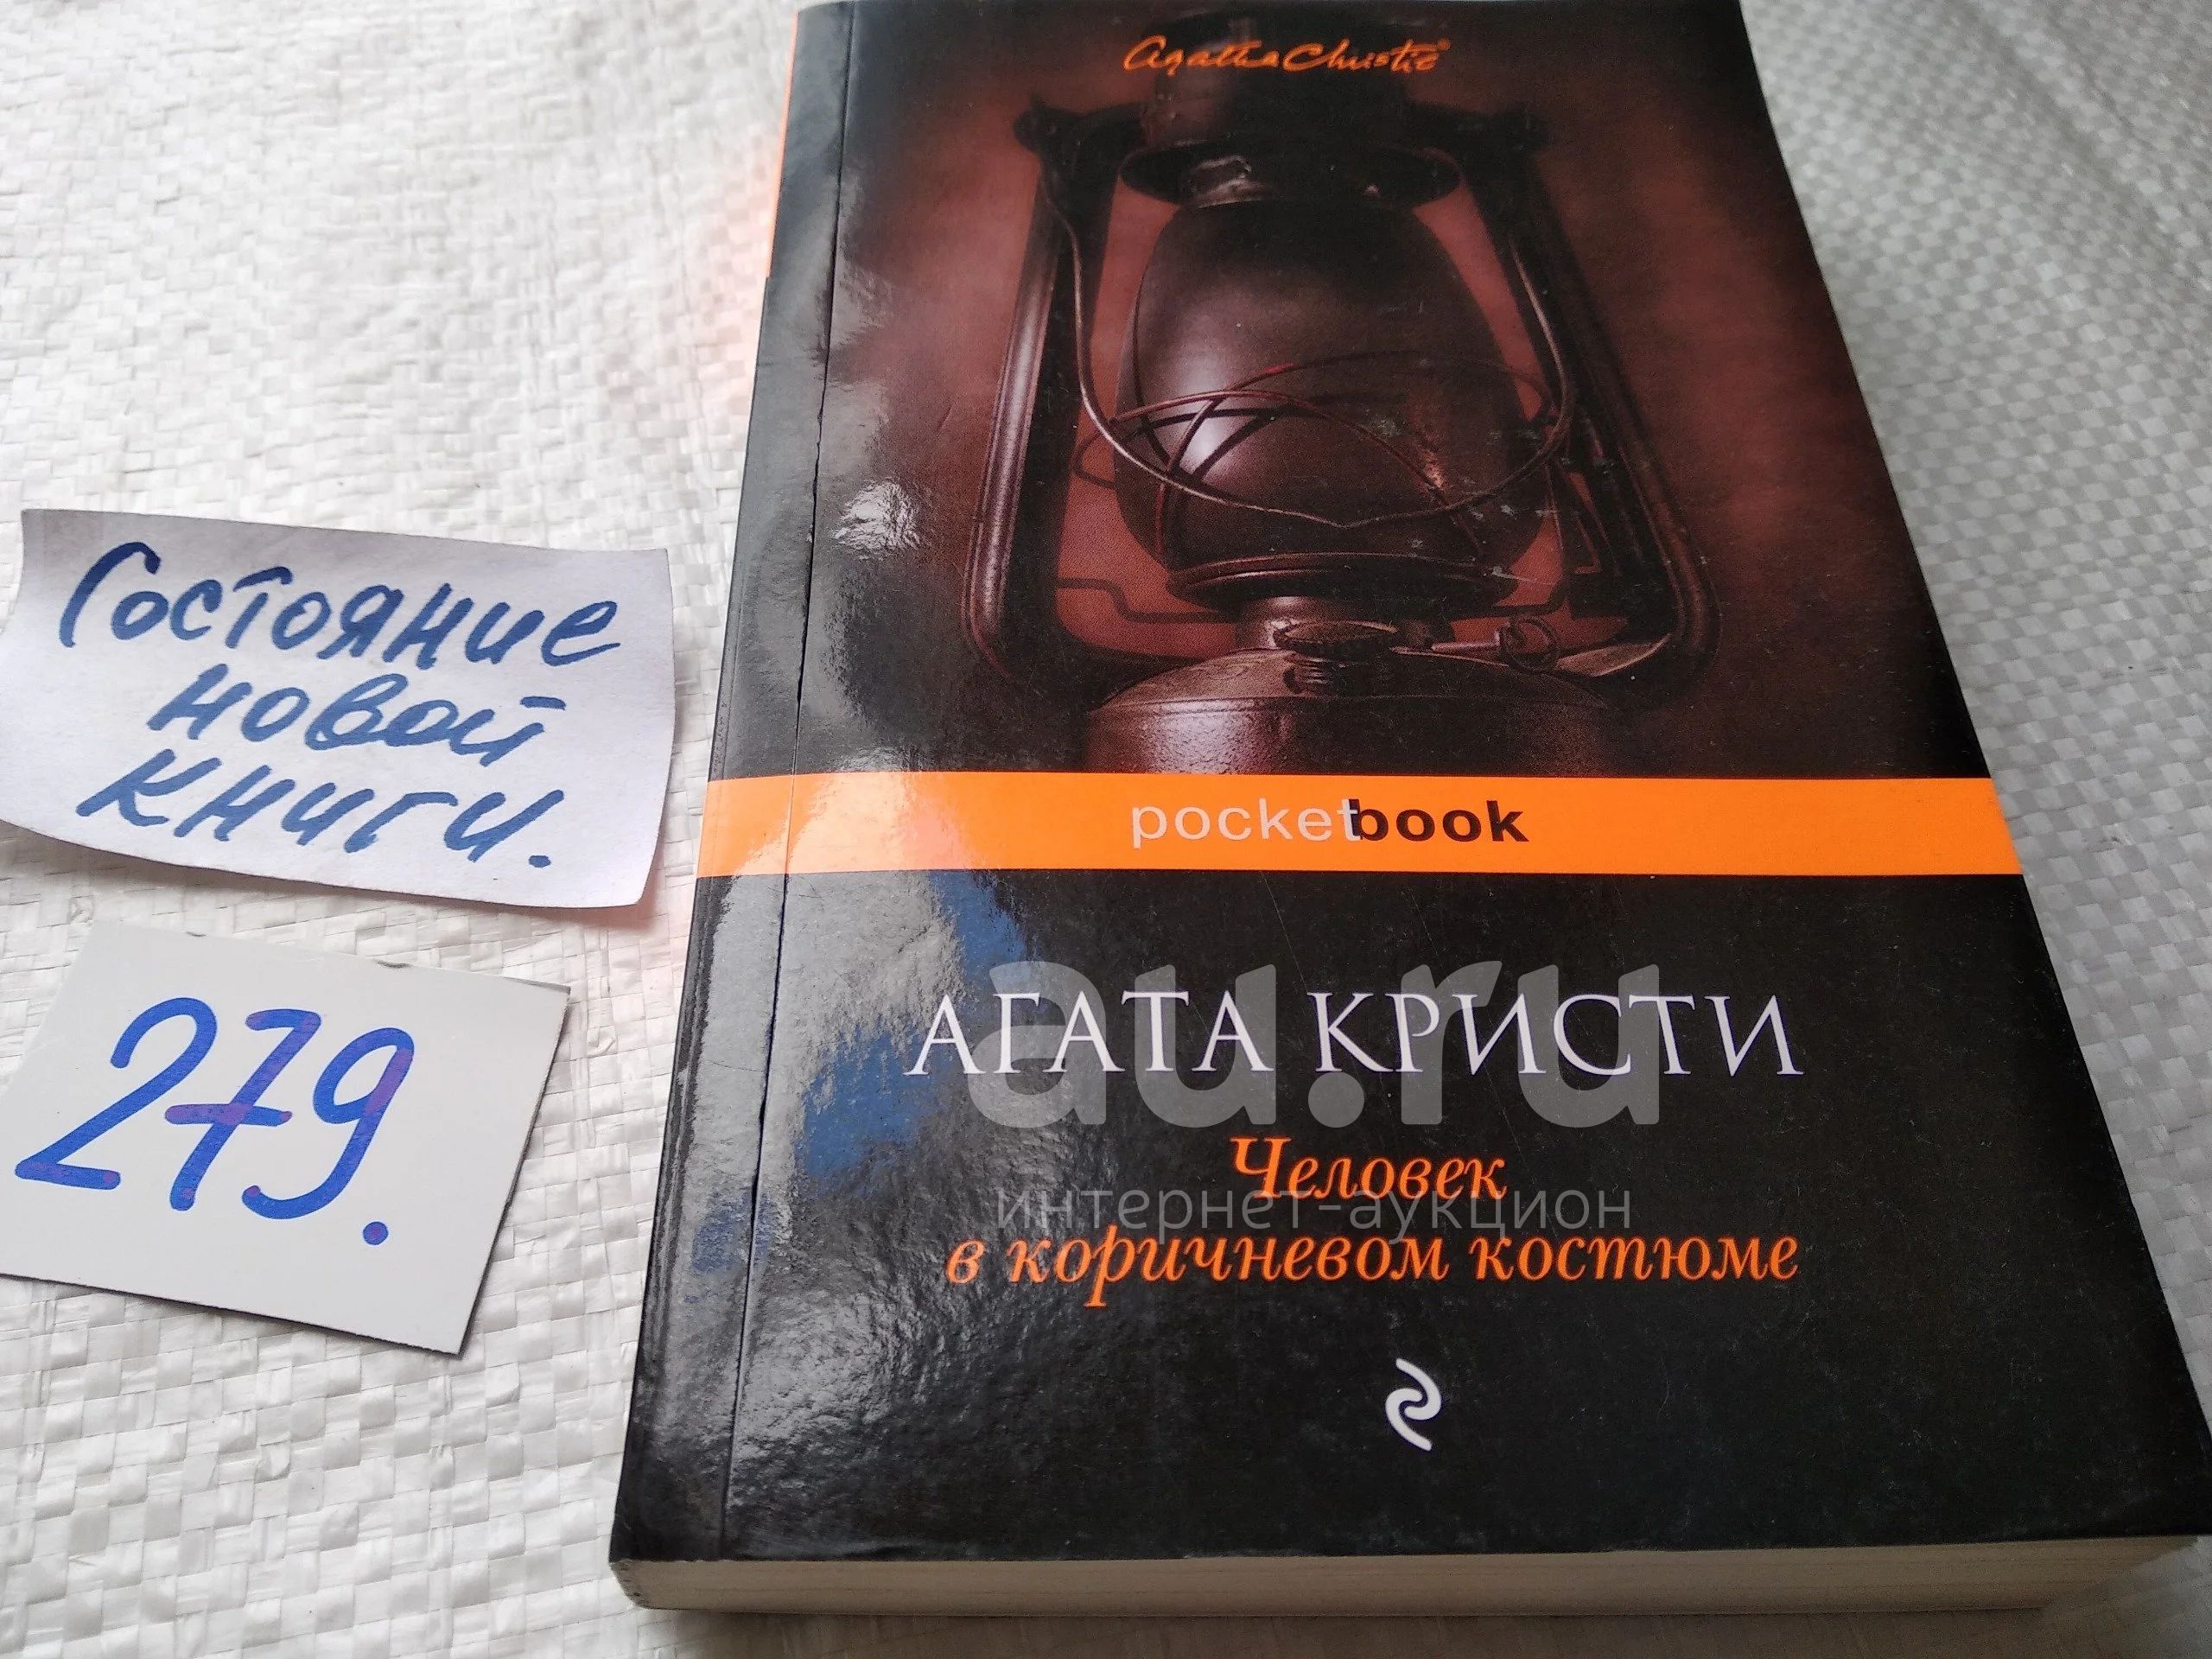 Agatha Christie®
Состояние
новой
книги.
pocketbook
279.
au.ru
АГАТА КРИСТИ
Человек
интернет-аукцион
в коричневом костюме